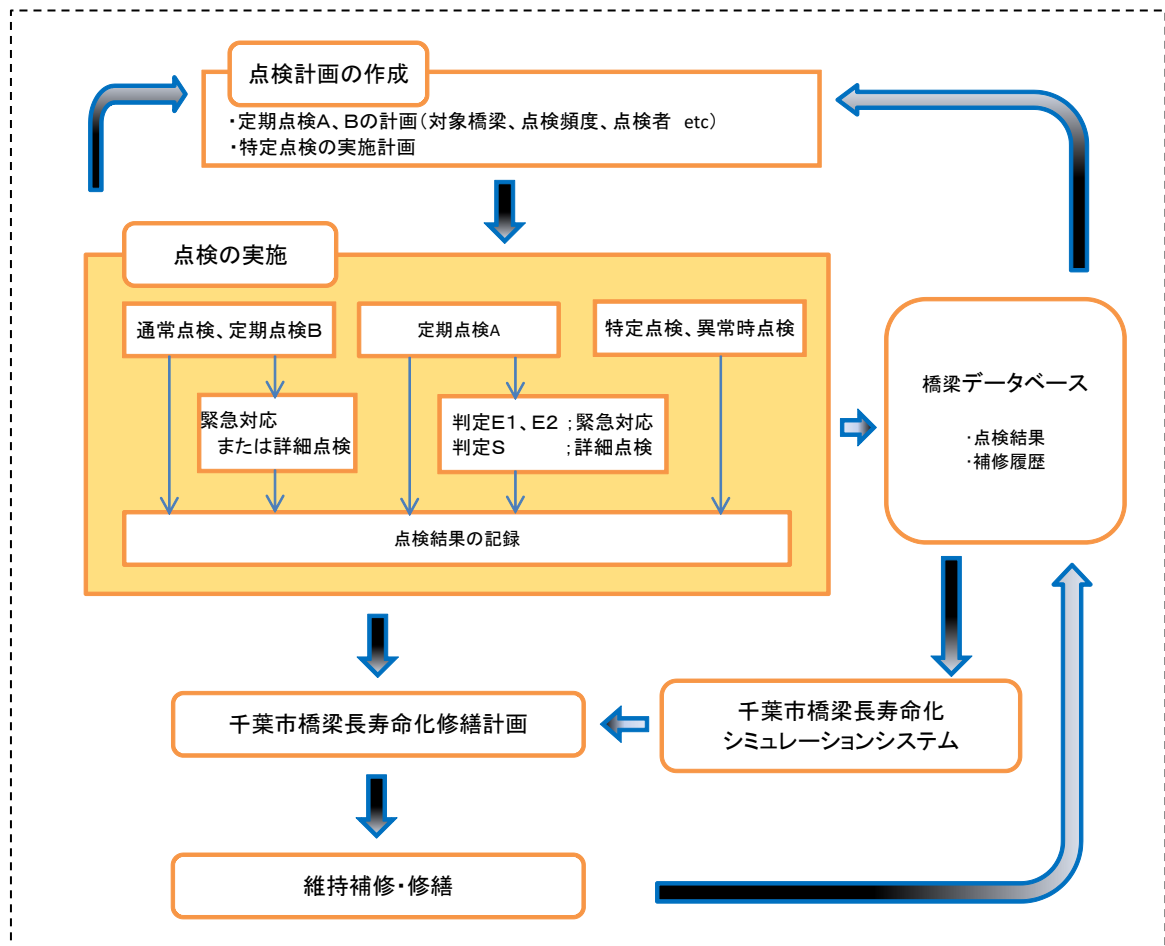 点検計画の作成
・定期点検A、Bの計画(対象橋梁、点検頻度、点検者 etc)
・特定点検の実施計画
点検の実施
通常点検、定期点検B
定期点検A
特定点検、異常時点検
緊急対応
または詳細点検
判定E1、E2 ;緊急対応
判定S ;詳細点検
点検結果の記録
橋梁データベース
・点検結果
・補修履歴
千葉市橋梁長寿命化修繕計画
千葉市橋梁長寿命化
シミュレーションシステム
維持補修・修繕